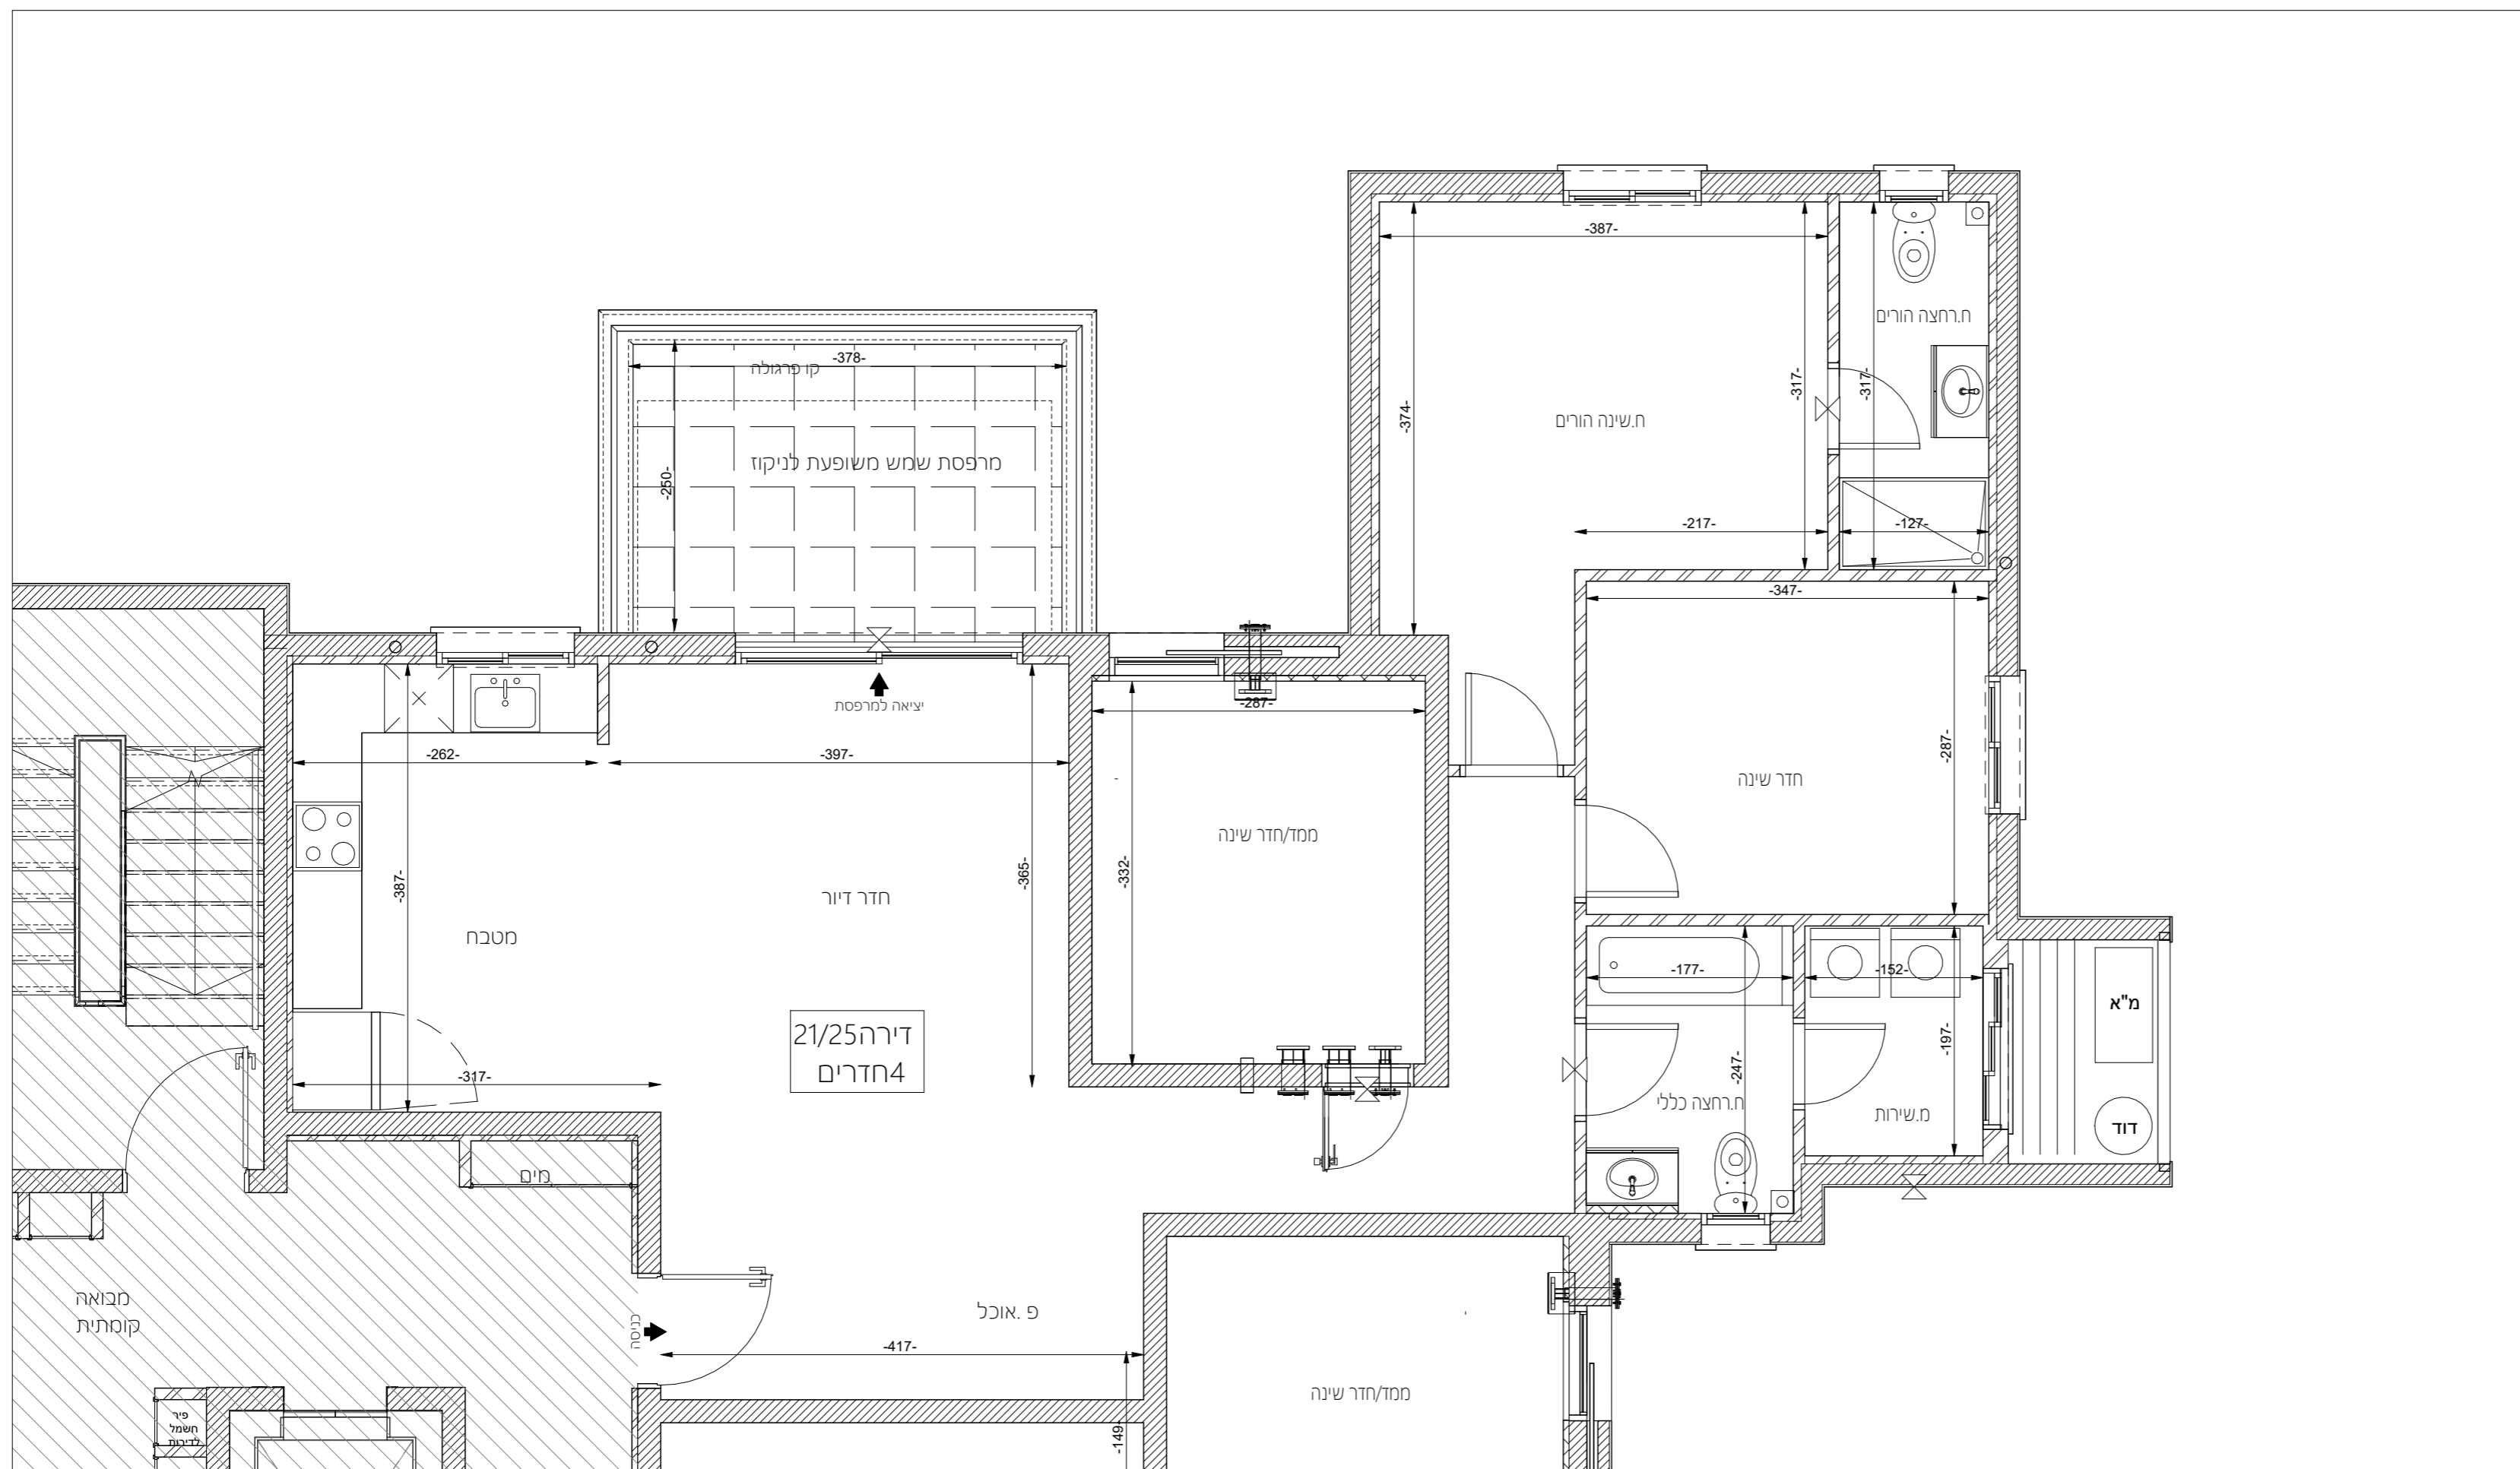 -387-
ח.רחצה הורים
-378-
קו פרגולה
-374-
-317-
-317-
ח.שינה הורים
-250-
מרפסת שמש משופעת לניקוז
-217-
-127-
-347-
-287-
יציאה למרפסת
-262-
-397-
-287-
חדר שינה
-332-
ממד/חדר שינה
-365-
-387-
חדר דיור
מטבח
-177-
-152-
מ"א
דירה21/25
4חדרים
-197-
-247-
-317-
ח.רחצה כללי
מ.שירות
דוד
מים
מבואה
קומתית
כניסה
פ .אוכל
-417-
ממד/חדר שינה
-149-
פיר
חשמל
לדירות